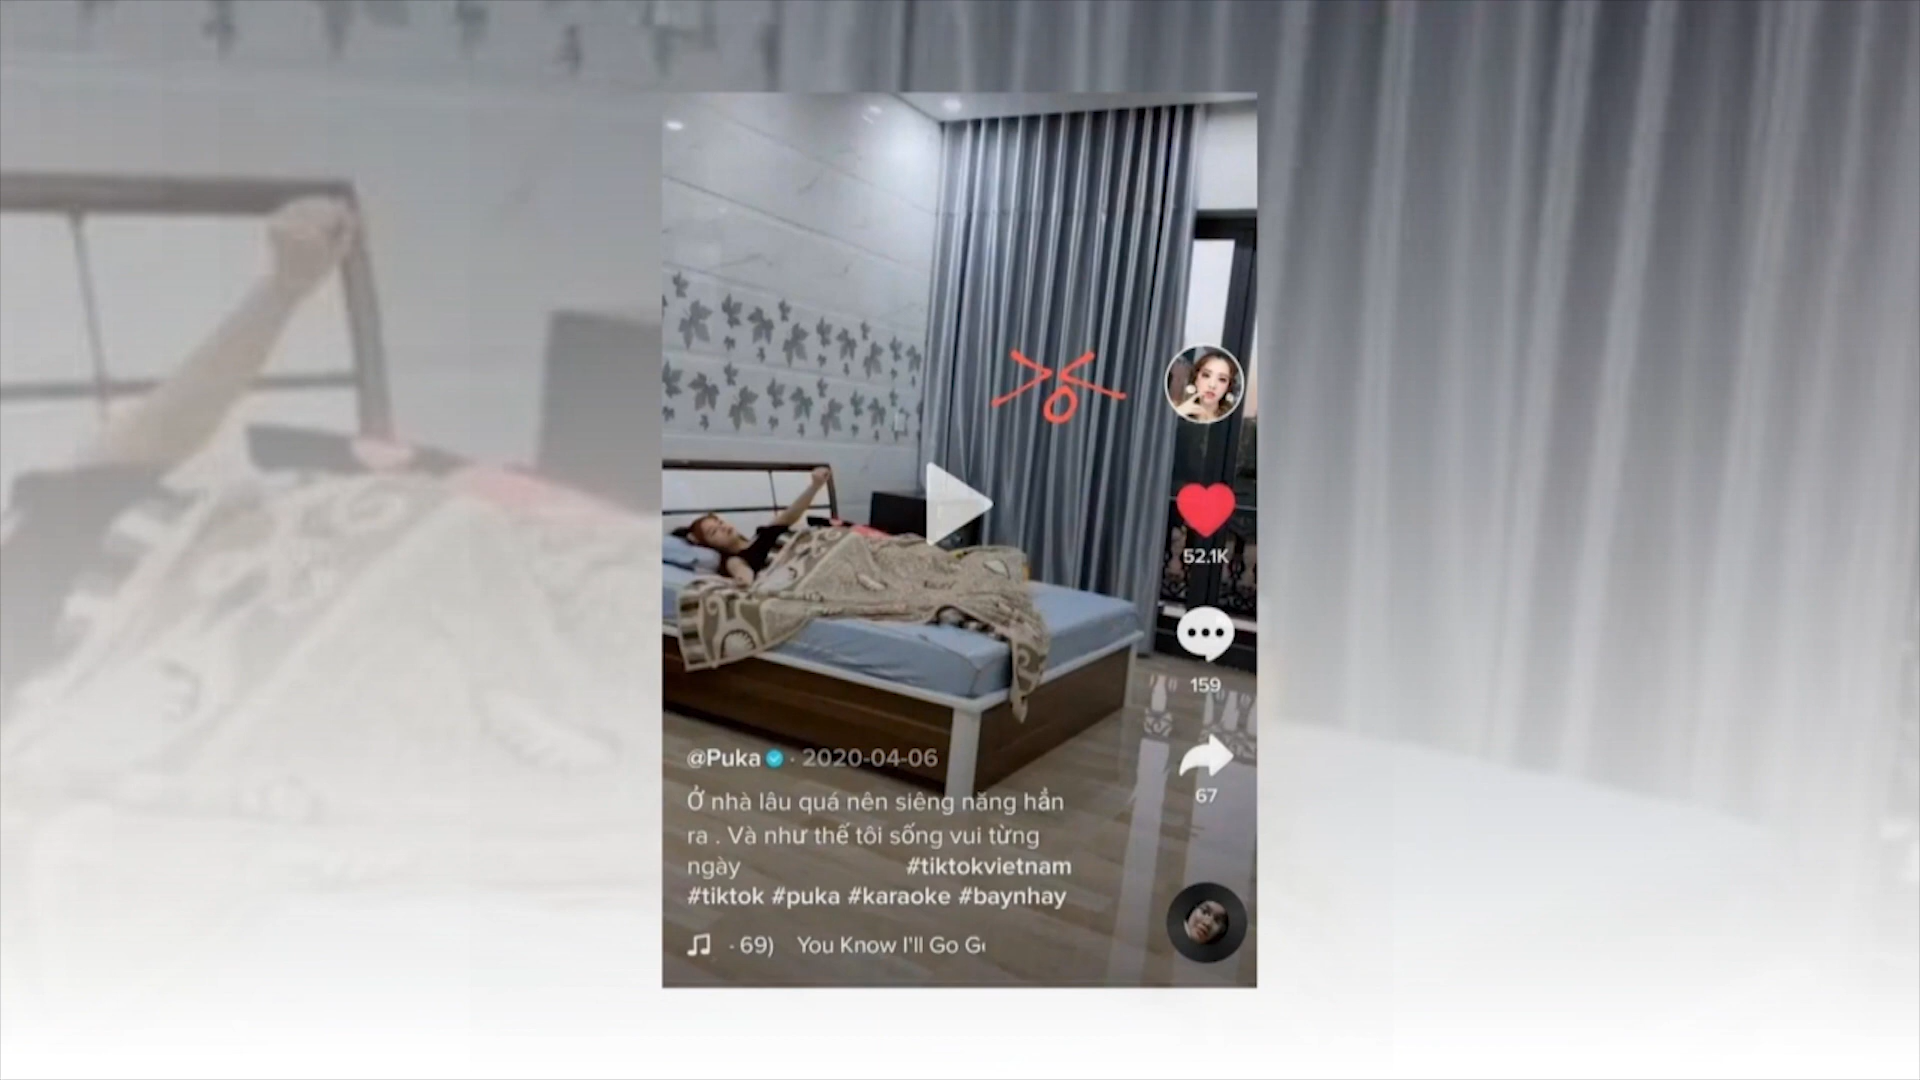 52.1K
159
67
@Puka · 2020-04-06
Ở nhà lâu quá nên siêng năng hẳn
ra . Và như thế tôi sống vui từng
ngày #tiktokvietnam
#tiktok #puka #karaoke #baynhay
- 69) You Know I'll Go